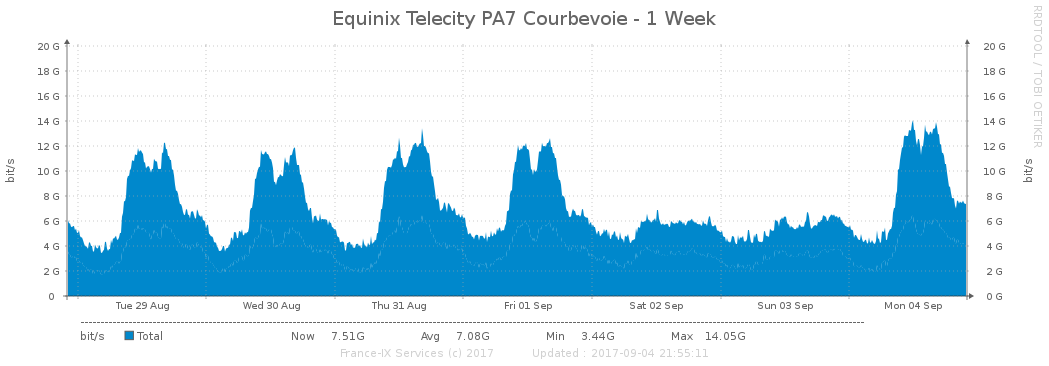 Equinix Telecity PA7 Courbevoie - 1 Week
RRDTOOL / TOBI OETIKER
bit/s
20 G 20 G
18 G 18 G
16 G 16 G
14 G 14 G
12 G 12 G
10 G 10 G
8 G 8 G
6 G 6 G
4 G 4 G
2 G 2 G
0 0 G
bit/s
Tue 29 Aug Wed 30 Aug Thu 31 Aug Fri 01 Sep Sat 02 Sep Sun 03 Sep Mon 04 Sep
bit/s Total Now 7.51G Avg 7.08G Min 3.44G Max 14.05G
France-IX Services (c) 2017 Updated : 2017-09-04 21:55:11